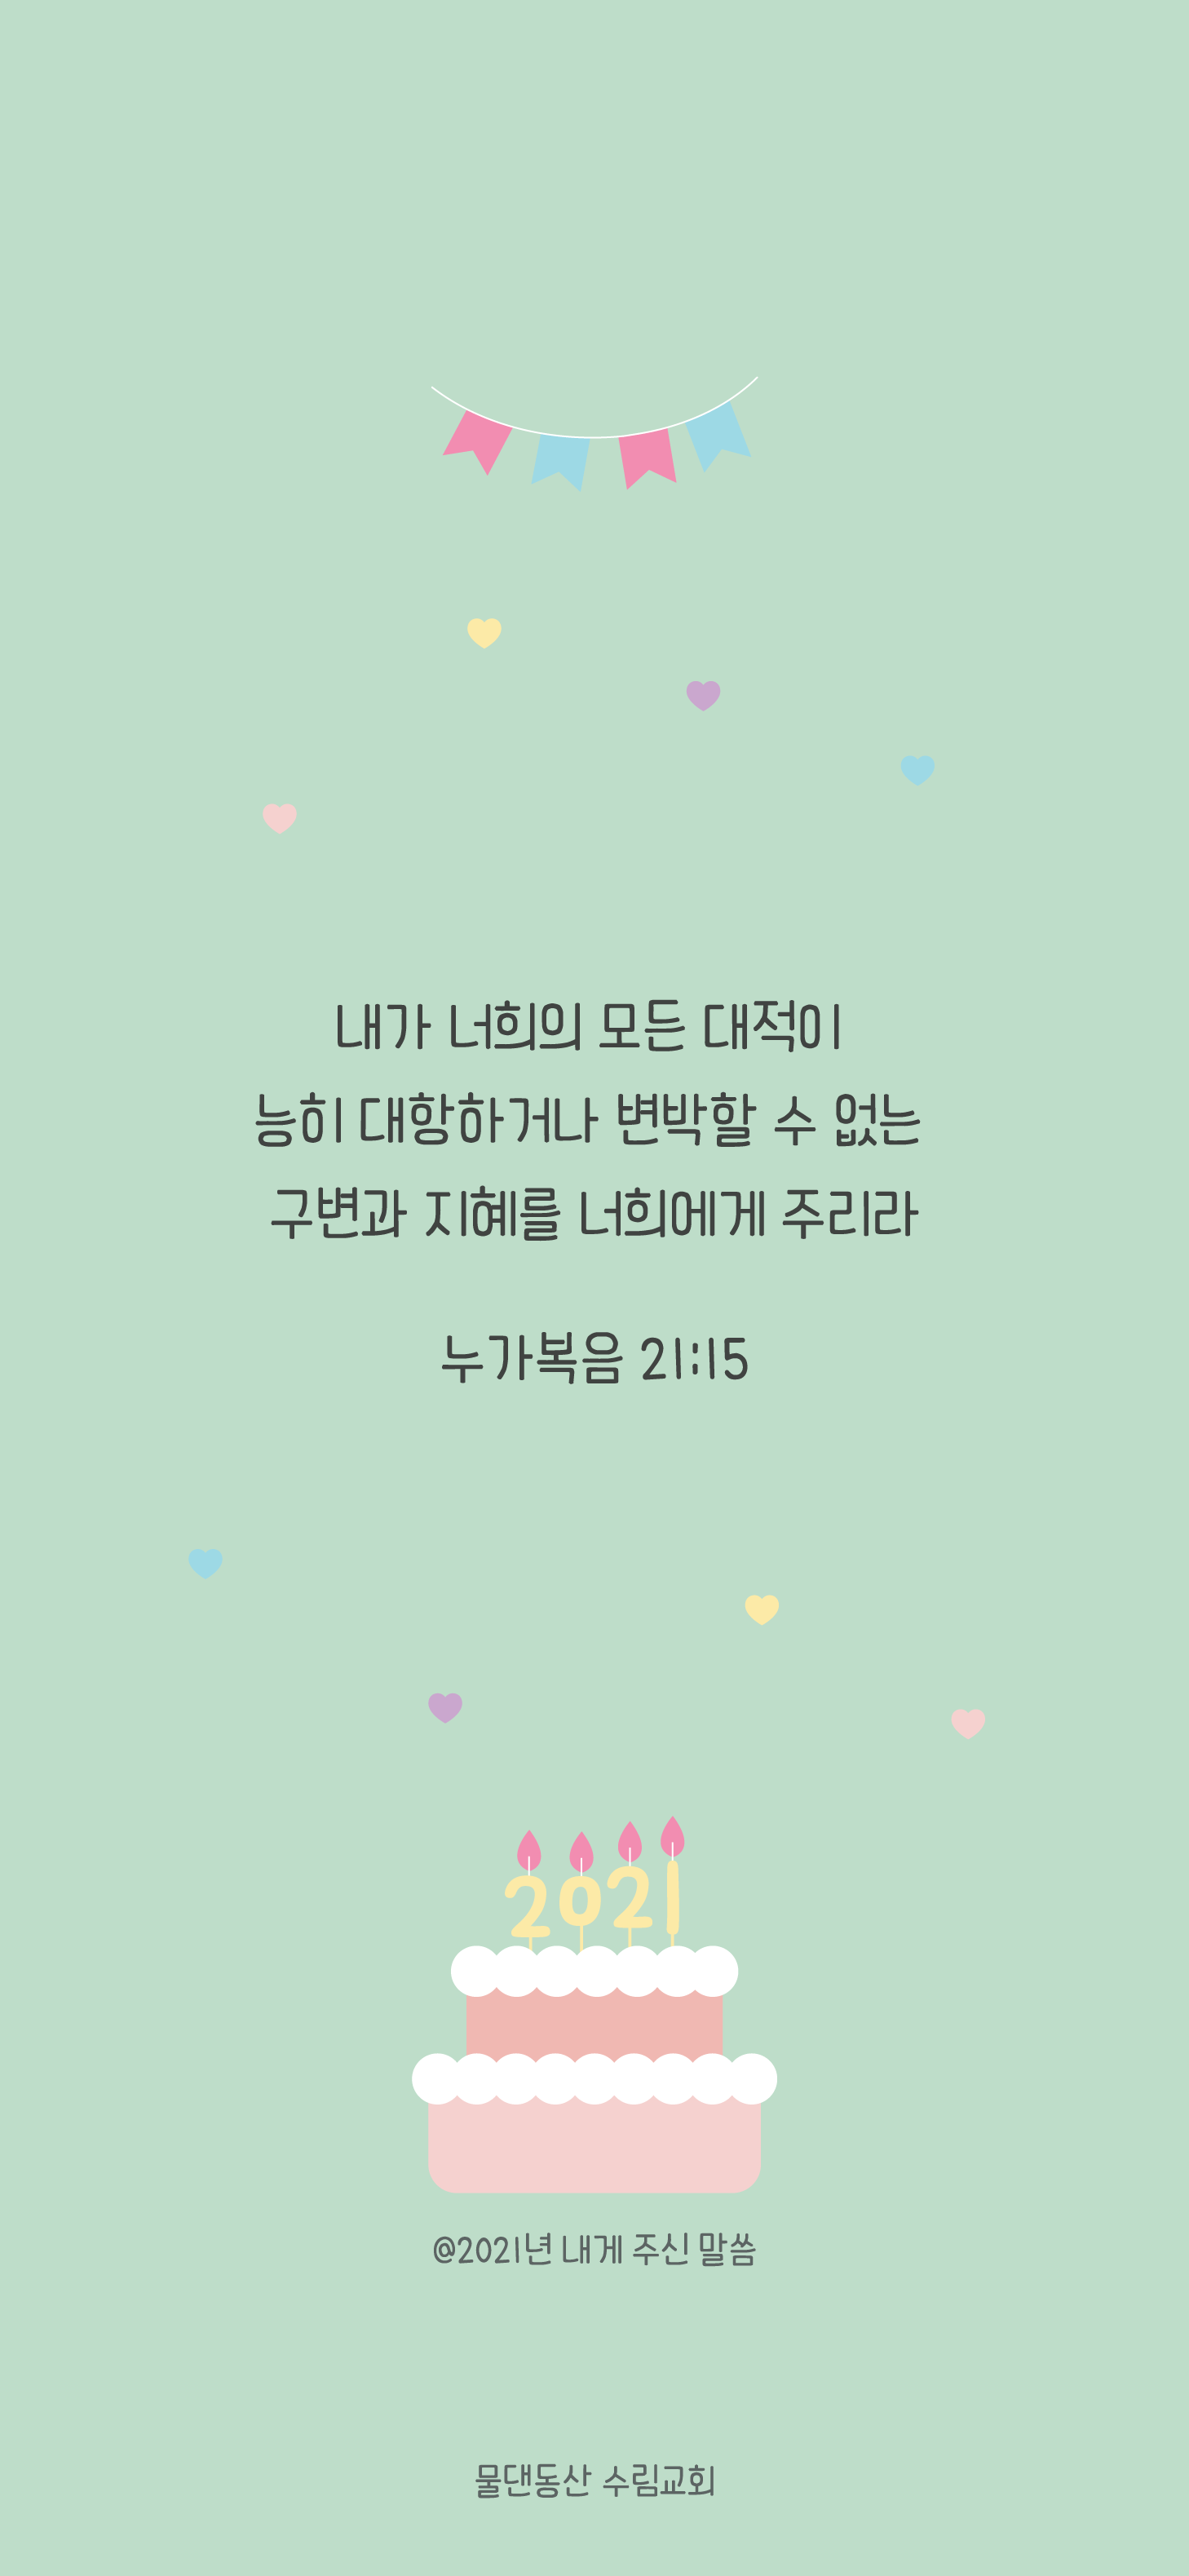 내가 너희의 모든 대적이
능히 대항하거나 변박할 수 없는
구변과 지혜를 너희에게 주리라
누가복음 21:15
2021
@2021년 내게 주신 말씀
물댄동산 수림교회